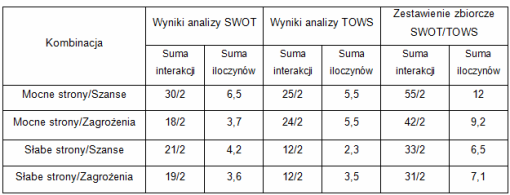 Kombinacja
Wyniki analizy SWOT
Wyniki analizy TOWS
Zestawienie zbiorcze
SWOT/TOWS
Suma
interakcji
Suma
iloczynów
Suma
interakcji
Suma
iloczynów
Suma
interakcji
Suma
iloczynów
Mocne strony/Szanse 30/2 6,5 25/2 5,5 55/2 12
Mocne strony/Zagrożenia 18/2 3,7 24/2 5,5 42/2 9,2
Słabe strony/Szanse 21/2 4,2 12/2 2,3 33/2 6,5
Słabe strony/Zagrożenia 19/2 3,6 12/2 3,5 31/2 7,1